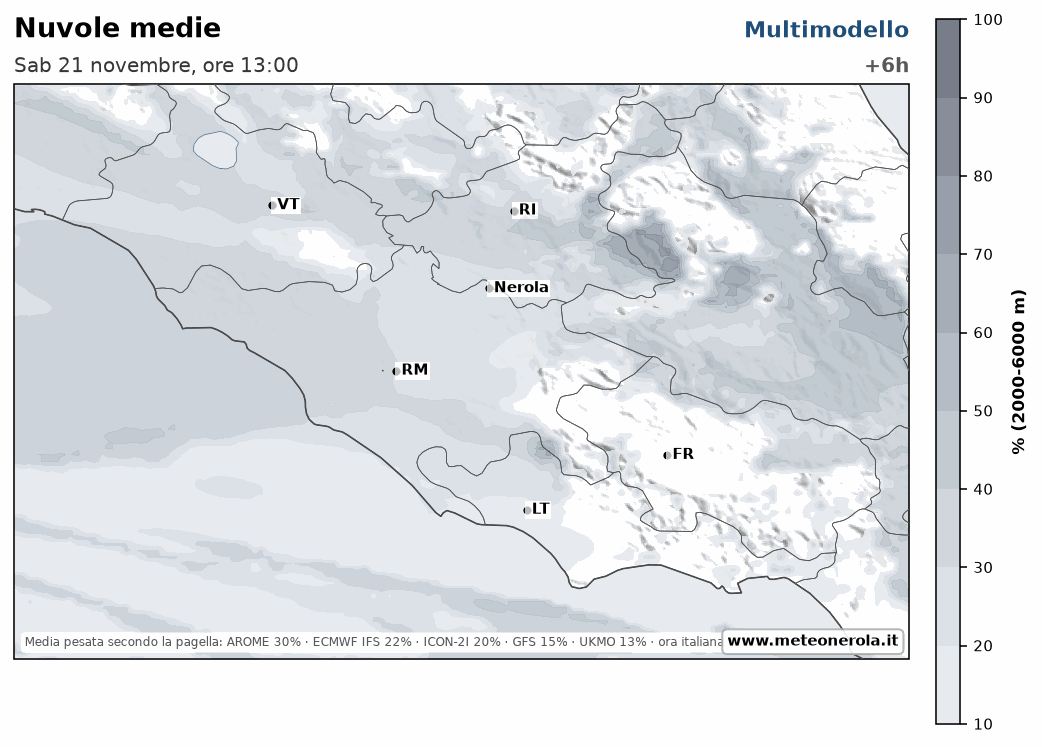 Nuvole medie
Multimodello
Sab 21 novembre, ore 13:00
+6h
100
90
80
70
60
50
40
30
20
10
% (2000-6000 m)
VT
RI
Nerola
RM
FR
LT
Media pesata secondo la pagella: AROME 30% · ECMWF IFS 22% · ICON-2I 20% · GFS 15% · UKMO 13% · ora italiana
www.meteonerola.it